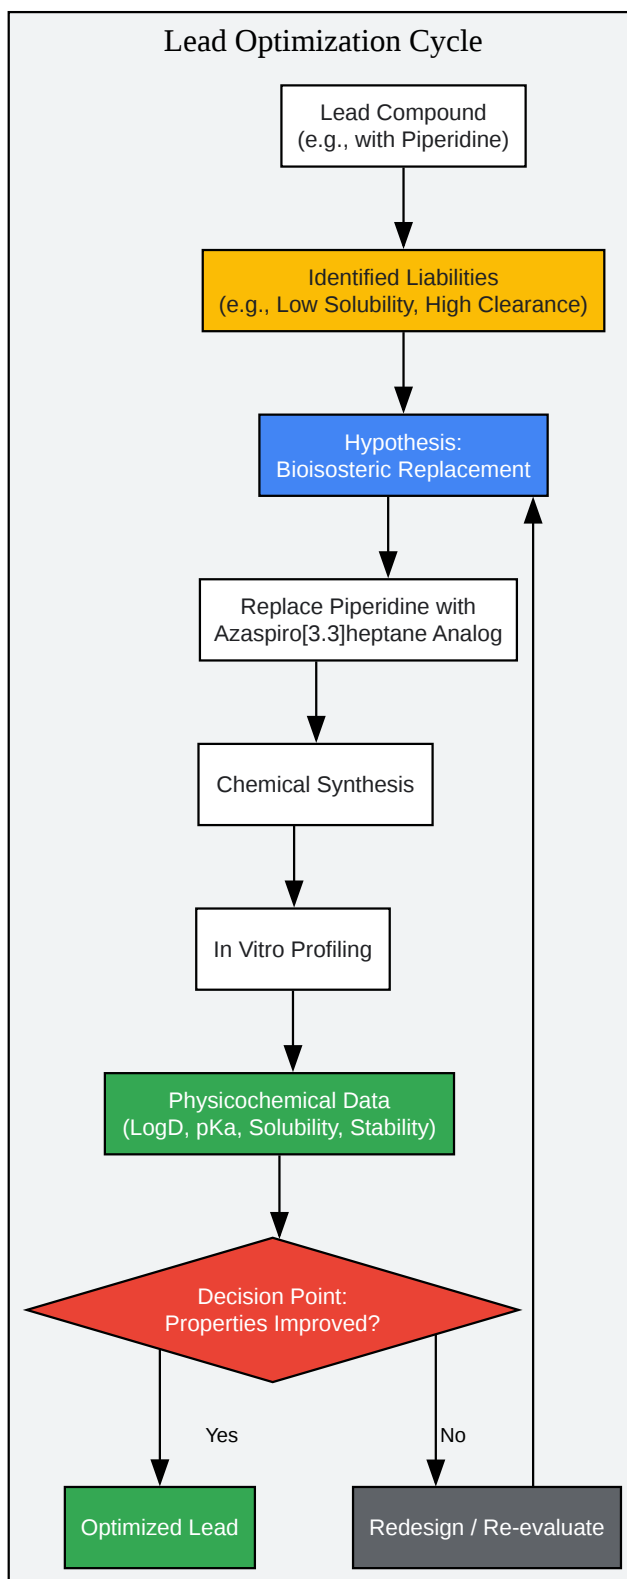 Lead Optimization Cycle
Lead Compound
(e.g., with Piperidine)
Identified Liabilities
(e.g., Low Solubility, High Clearance)
Hypothesis:
Bioisosteric Replacement
Replace Piperidine with
Azaspiro[3.3]heptane Analog
Chemical Synthesis
In Vitro Profiling
Physicochemical Data
(LogD, pKa, Solubility, Stability)
Decision Point:
Properties Improved?
Yes
No
Optimized Lead
Redesign / Re-evaluate